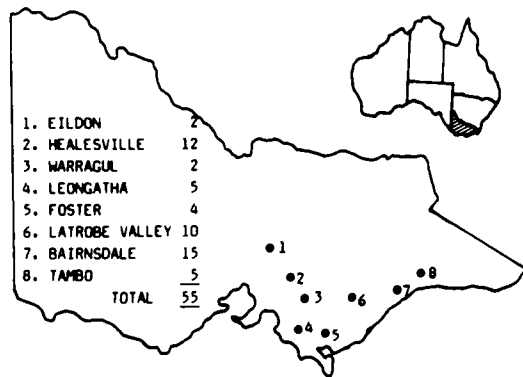 1. EILDON 2
2. HEALESVILLE 12
3. WARRAGUL 2
4. LEONGATHA 5
5. FOSTER 4
6. LATROBE VALLEY 10
7. BAIRNSDALE 15
8. TAMBO 5
TOTAL 55
1
2
3
6
7
8
4
5